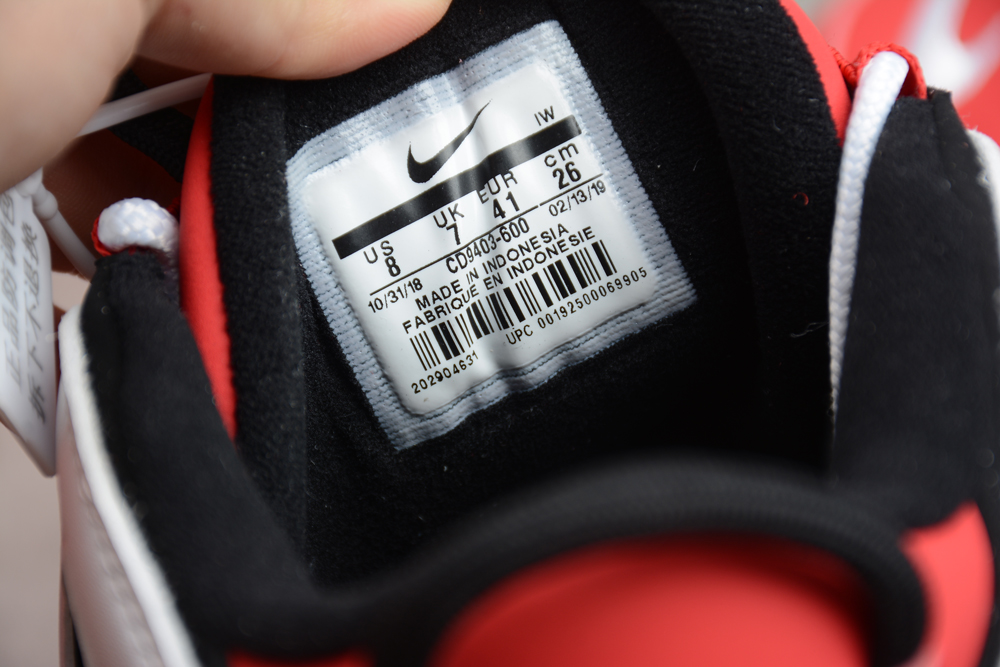 IW
US UK EUR cm
8 7 41 26
10/31/18 CD9403-600 02/13/19
MADE IN INDONESIA
FABRIQUE EN INDONÉSIE
202904631 UPC 00192500069905